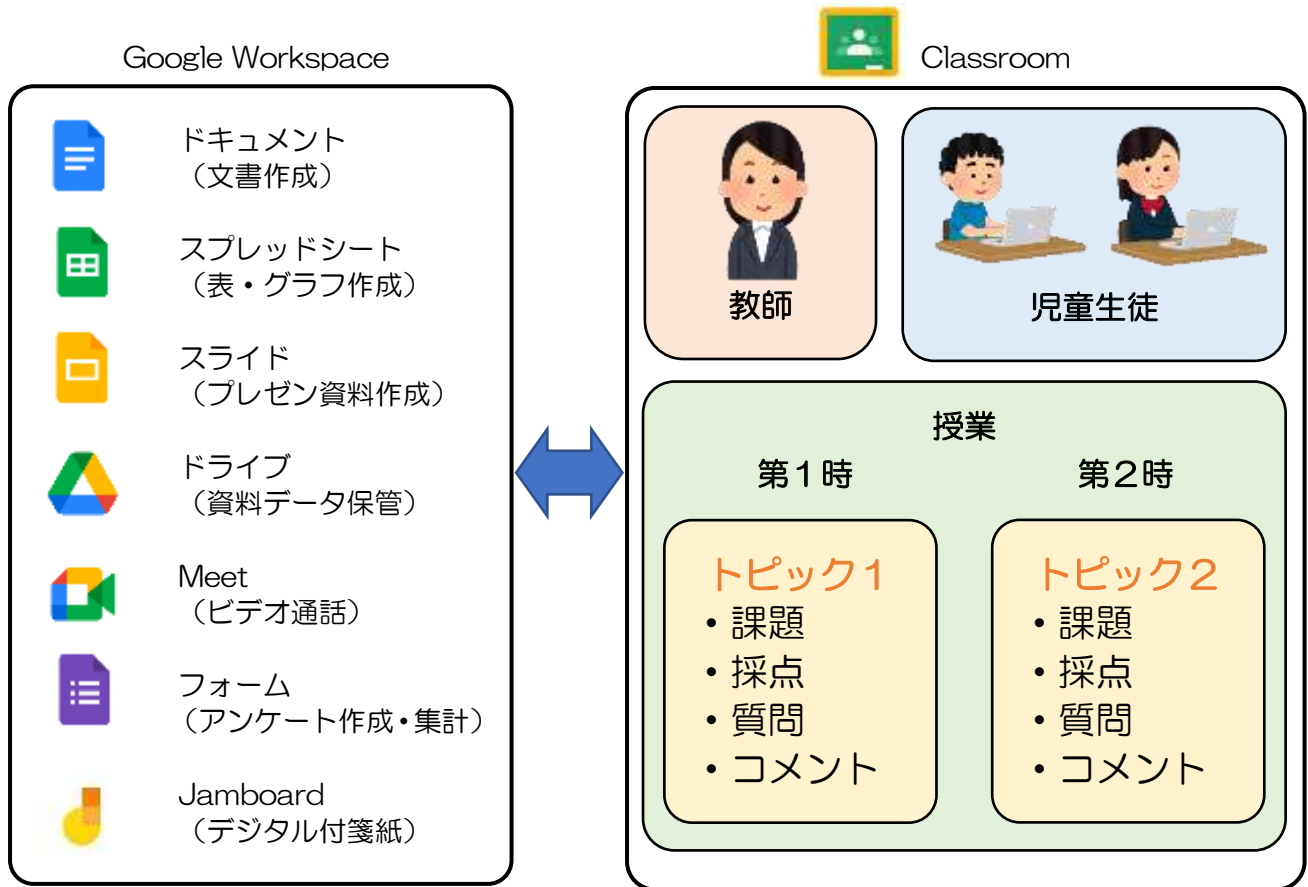 Google Workspace
ドキュメント
（文書作成）
スプレッドシート
（表・グラフ作成）
スライド
（プレゼン資料作成）
ドライブ
（資料データ保管）
Meet
（ビデオ通話）
フォーム
（アンケート作成・集計）
Jamboard
（デジタル付箋紙）
Classroom
教師
児童生徒
授業
第１時
第２時
トピック１
・課題
・採点
・質問
・コメント
トピック２
・課題
・採点
・質問
・コメント